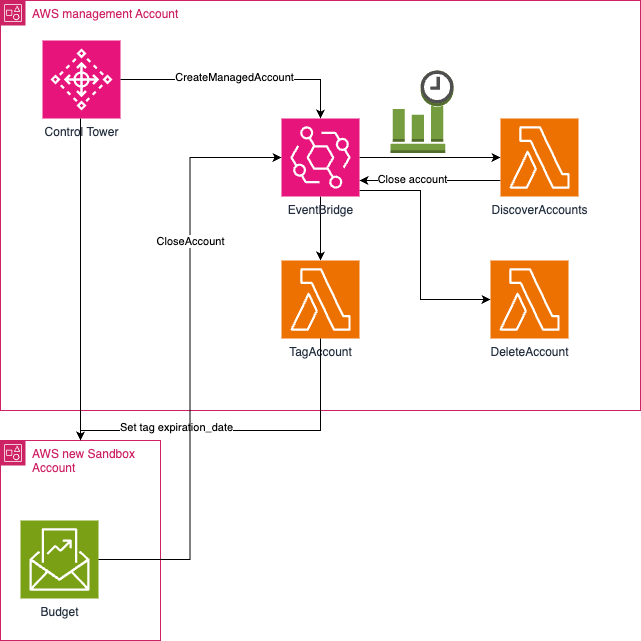 AWS management Account
CreateManagedAccount
Control Tower
Close account
EventBridge
DiscoverAccounts
CloseAccount
TagAccount
DeleteAccount
Set tag expiration_date
AWS new Sandbox
Account
Budget